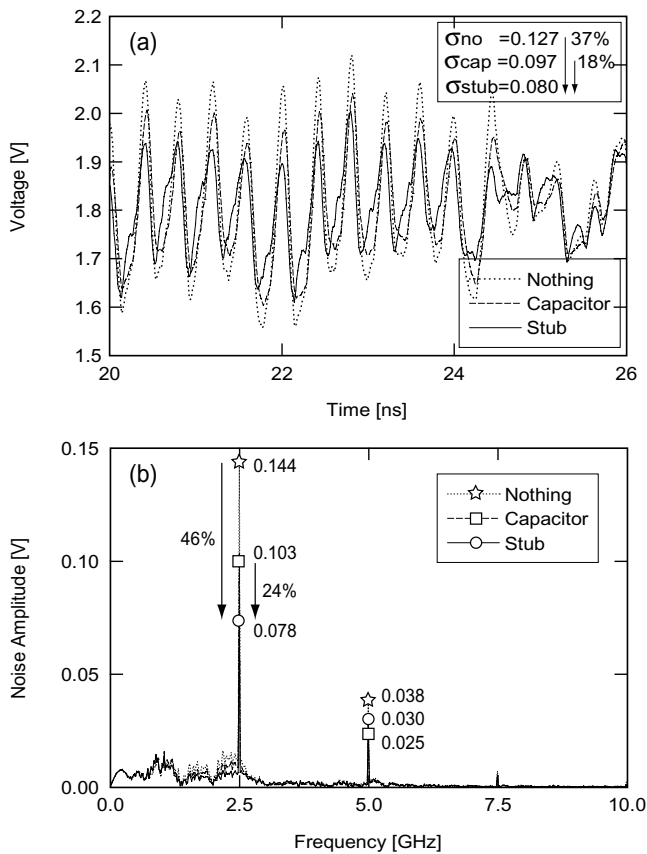 (a)
σno =0.127 37%
σcap =0.097 18%
σstub=0.080
2.2
2.1
2.0
1.9
1.8
1.7
1.6
1.5
Voltage [V]
Nothing
Capacitor
Stub
20 22 24 26
Time [ns]
(b)
0.15
0.10
0.05
0.00
Noise Amplitude [V]
0.144
46%
0.103
24%
0.078
Nothing
Capacitor
Stub
0.038
0.030
0.025
0.0 2.5 5.0 7.5 10.0
Frequency [GHz]